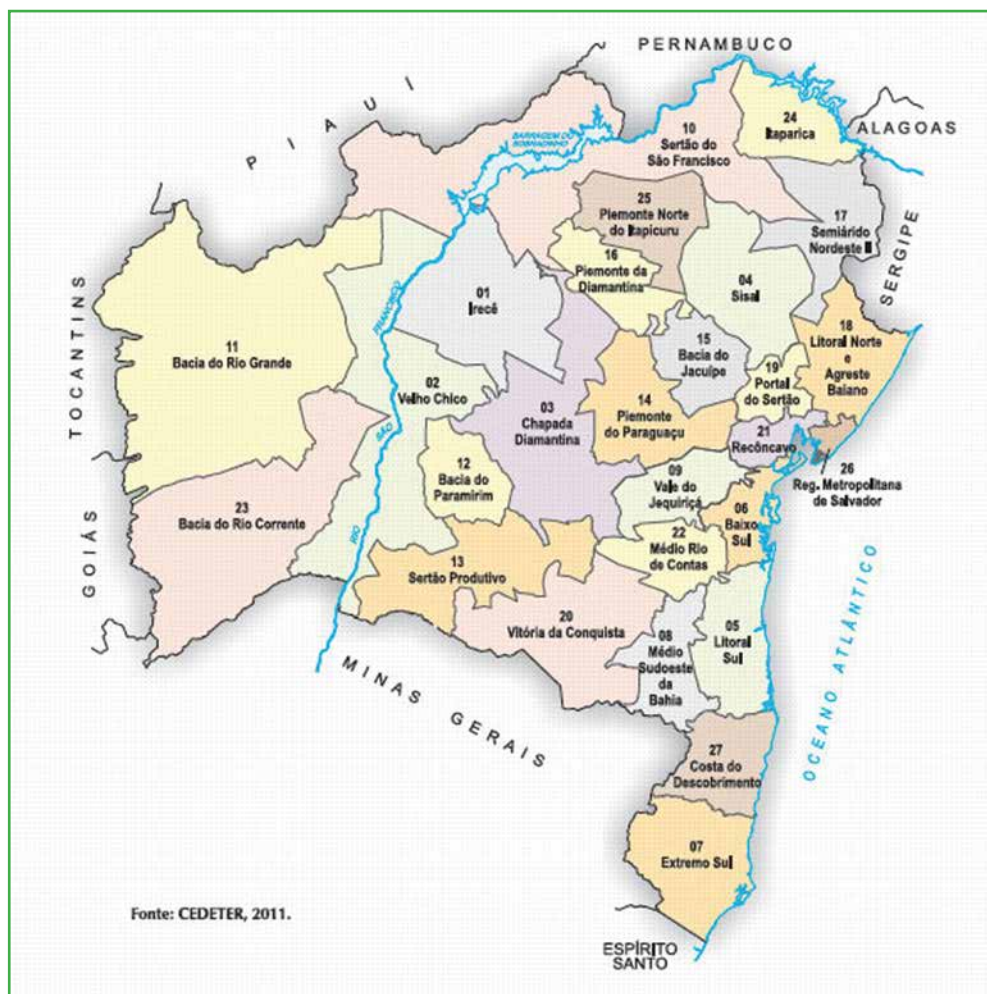 PERNAMBUCO
PIAUÍ
ALAGOAS
SERGIPE
TOCANTINS
GOIÁS
MINAS GERAIS
ESPÍRITO
SANTO
OCEANO ATLÂNTICO
BARRAGEM DO
SOBRADINHO
RIO
SÃO
FRANCISCO
24
Itaparica
10
Sertão do
São Francisco
25
Piemonte Norte
do Itapicuru
17
Semiárido
Nordeste II
16
Piemonte da
Diamantina
04
Sisal
01
Irecê
18
Litoral Norte
e
Agreste
Baiano
15
Bacia do
Jacuípe
11
Bacia do Rio Grande
19
Portal
do Sertão
02
Velho Chico
03
Chapada
Diamantina
14
Piemonte
do Paraguaçu
21
Recôncavo
26
Reg. Metropolitana
de Salvador
12
Bacia do
Paramirim
09
Vale do
Jequiriçá
06
Baixo
Sul
23
Bacia do Rio Corrente
22
Médio Rio
de Contas
13
Sertão Produtivo
20
Vitória da Conquista
08
Médio
Sudoeste
da
Bahia
05
Litoral
Sul
27
Costa do
Descobrimento
07
Extremo Sul
Fonte: CEDETER, 2011.